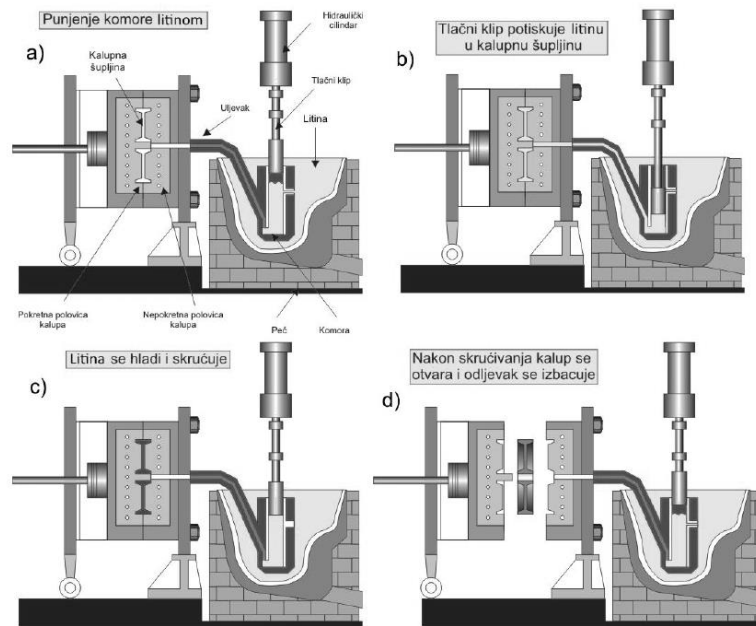 Punjenje komore litinom
a)
Hidraulički
cilindar
Kalupna
šupljina
Tlačni klip
Uljevak
Litina
Pokretna polovica
kalupa
Nepokretna polovica
kalupa
Peč
Komora
b)
Tlačni klip potiskuje litinu
u kalupnu šupljinu
Litina se hladi i skrućuje
c)
Nakon skrućivanja kalup se
otvara i odljevak se izbacuje
d)